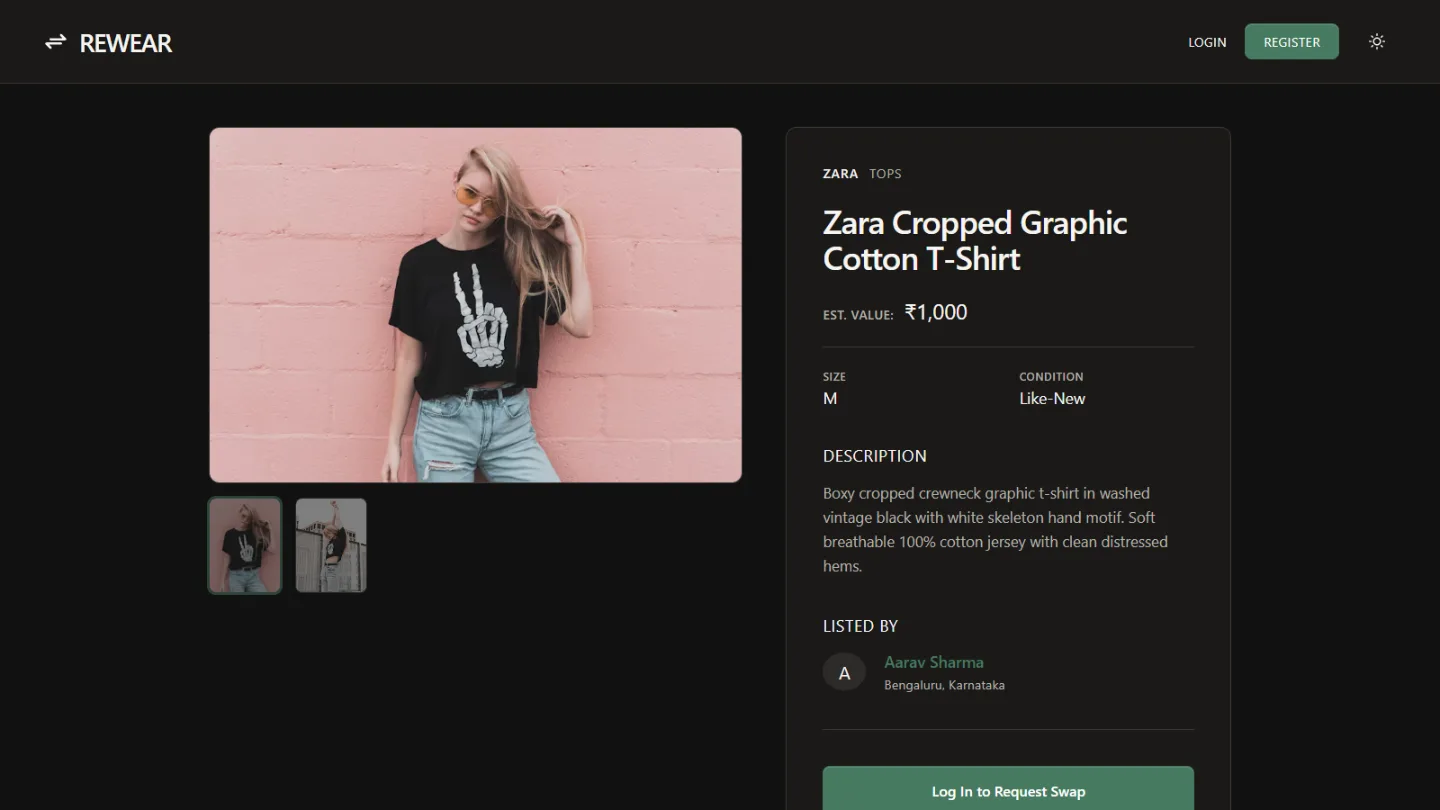 REWEAR
LOGIN
REGISTER
ZARA TOPS
Zara Cropped Graphic
Cotton T-Shirt
EST. VALUE: ₹1,000
SIZE
M
CONDITION
Like-New
DESCRIPTION
Boxy cropped crewneck graphic t-shirt in washed
vintage black with white skeleton hand motif. Soft
breathable 100% cotton jersey with clean distressed
hems.
LISTED BY
A
Aarav Sharma
Bengaluru, Karnataka
Log In to Request Swap